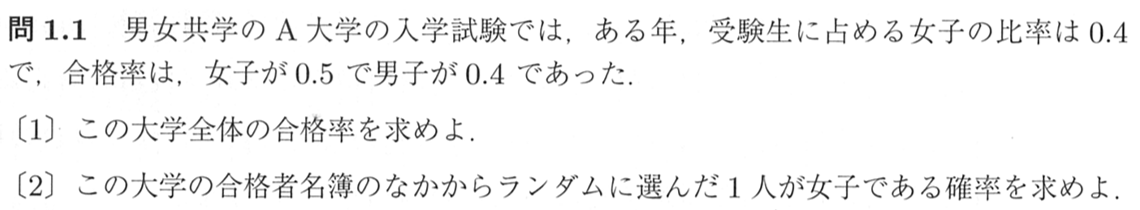 問 1.1　男女共学の A 大学の入学試験では，ある年，受験生に占める女子の比率は 0.4
で，合格率は，女子が 0.5 で男子が 0.4 であった．
〔1〕この大学全体の合格率を求めよ．
〔2〕この大学の合格者名簿のなかからランダムに選んだ 1 人が女子である確率を求めよ．